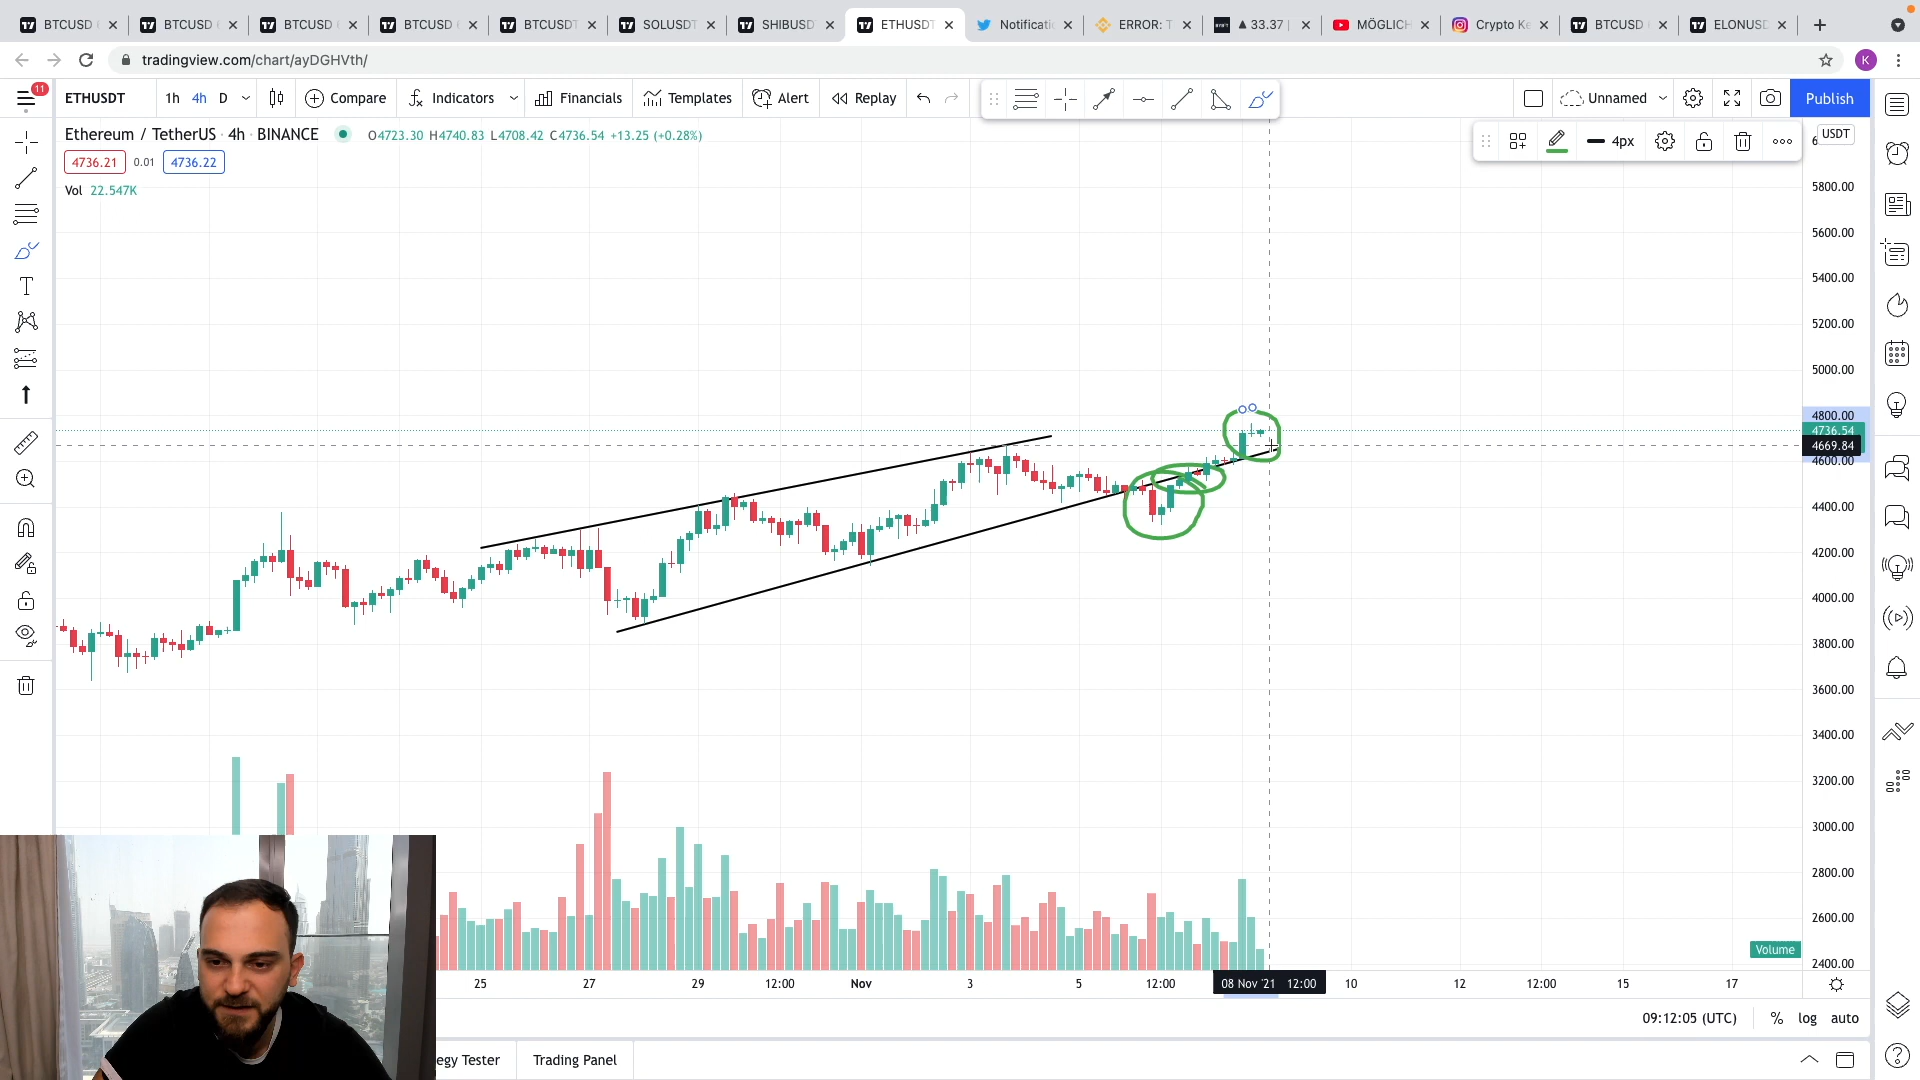 BTCUSD BTCUSD BTCUSD BTCUSD BTCUSDT SOLUSDT SHIBUSD ETHUSDT Notificatio ERROR: T ▲ 33.37 MÖGLICH Crypto Ke BTCUSD ELONUSD
tradingview.com/chart/ayDGHVth/ K
11 ETHUSDT 1h 4h D Compare Indicators Financials Templates Alert Replay Unnamed Publish
Ethereum / TetherUS · 4h · BINANCE O4723.30 H4740.83 L4708.42 C4736.54 +13.25 (+0.28%) USDT
4px
4736.21 0.01 4736.22
Vol 22.547K
5800.00
5600.00
5400.00
5200.00
5000.00
4800.00
4736.54
4669.84
4600.00
4400.00
4200.00
4000.00
3800.00
3600.00
3400.00
3200.00
3000.00
2800.00
2600.00
Volume
2400.00
25 27 29 12:00 Nov 3 5 12:00 08 Nov '21 12:00 10 12 12:00 15 17
09:12:05 (UTC) % log auto
egy Tester Trading Panel